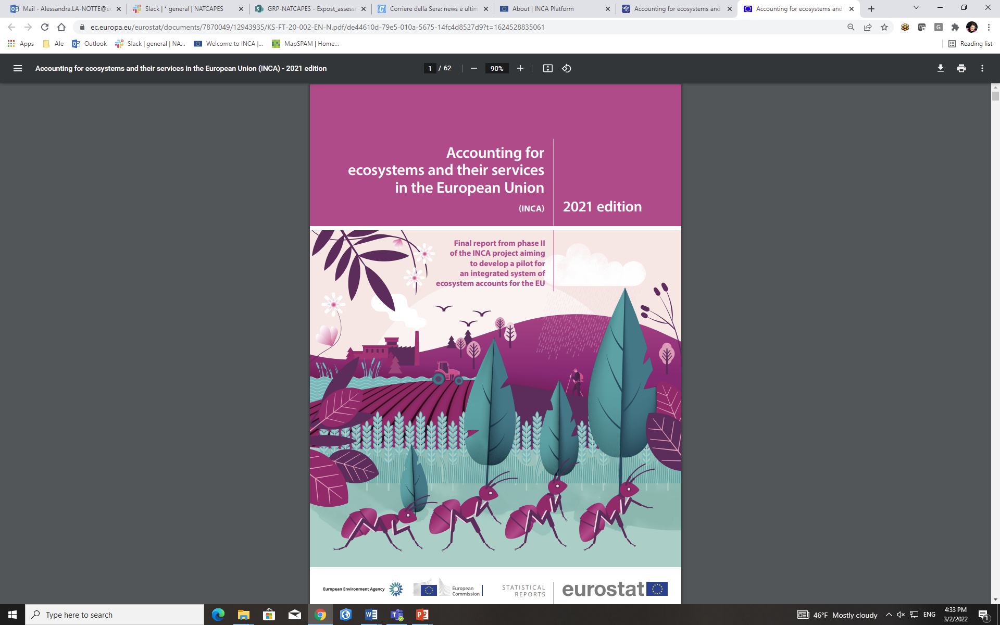 Mail - Alessandra.LA-NOTTE@ec
Slack | * general | NATCAPES
GRP-NATCAPES - Expost_assess
Corriere della Sera: news e ultim
About | INCA Platform
Accounting for ecosystems and
Accounting for ecosystems and
ec.europa.eu/eurostat/documents/7870049/12943935/KS-FT-20-002-EN-N.pdf/de44610d-79e5-010a-5675-14fc4d8527d9?t=1624528835061
Apps
Ale
Outlook
Slack | general | NA...
Welcome to INCA |...
MapSPAM | Home...
Reading list
Accounting for ecosystems and their services in the European Union (INCA) - 2021 edition
1 / 62
90%
Accounting for
ecosystems and their services
in the European Union
(INCA)
2021 edition
Final report from phase II
of the INCA project aiming
to develop a pilot for
an integrated system of
ecosystem accounts for the EU
European Environment Agency
European
Commission
STATISTICAL
REPORTS
eurostat
Type here to search
46°F Mostly cloudy
ENG
4:33 PM
3/2/2022
1